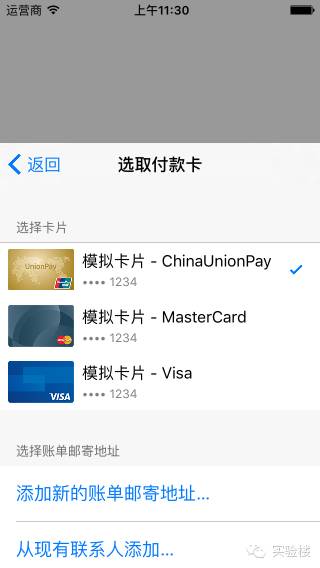 运营商
上午11:30
返回
选取付款卡
选择卡片
UnionPay
模拟卡片 - ChinaUnionPay
•••• 1234
模拟卡片 - MasterCard
•••• 1234
VISA
模拟卡片 - Visa
•••• 1234
选择账单邮寄地址
添加新的账单邮寄地址...
从现有联系人添加...
实验楼